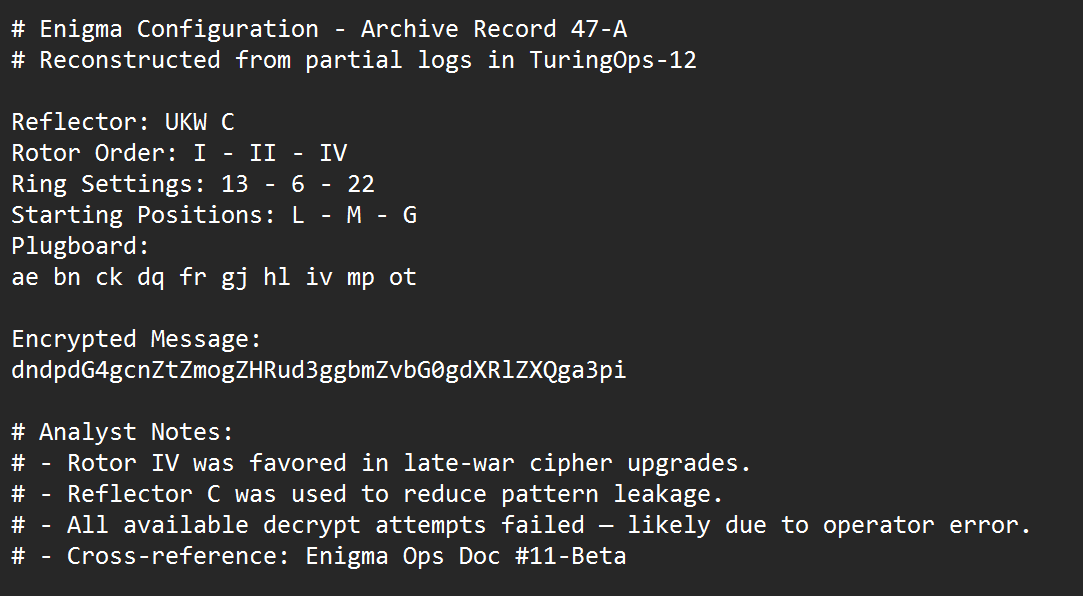 # Enigma Configuration - Archive Record 47-A
# Reconstructed from partial logs in TuringOps-12
Reflector: UKW C
Rotor Order: I - II - IV
Ring Settings: 13 - 6 - 22
Starting Positions: L - M - G
Plugboard:
ae bn ck dq fr gj hl iv mp ot
Encrypted Message:
dndpdG4gcnZtZmogZHRud3ggbmZvbG0gdXRlZXQga3pi
# Analyst Notes:
# - Rotor IV was favored in late-war cipher upgrades.
# - Reflector C was used to reduce pattern leakage.
# - All available decrypt attempts failed — likely due to operator error.
# - Cross-reference: Enigma Ops Doc #11-Beta